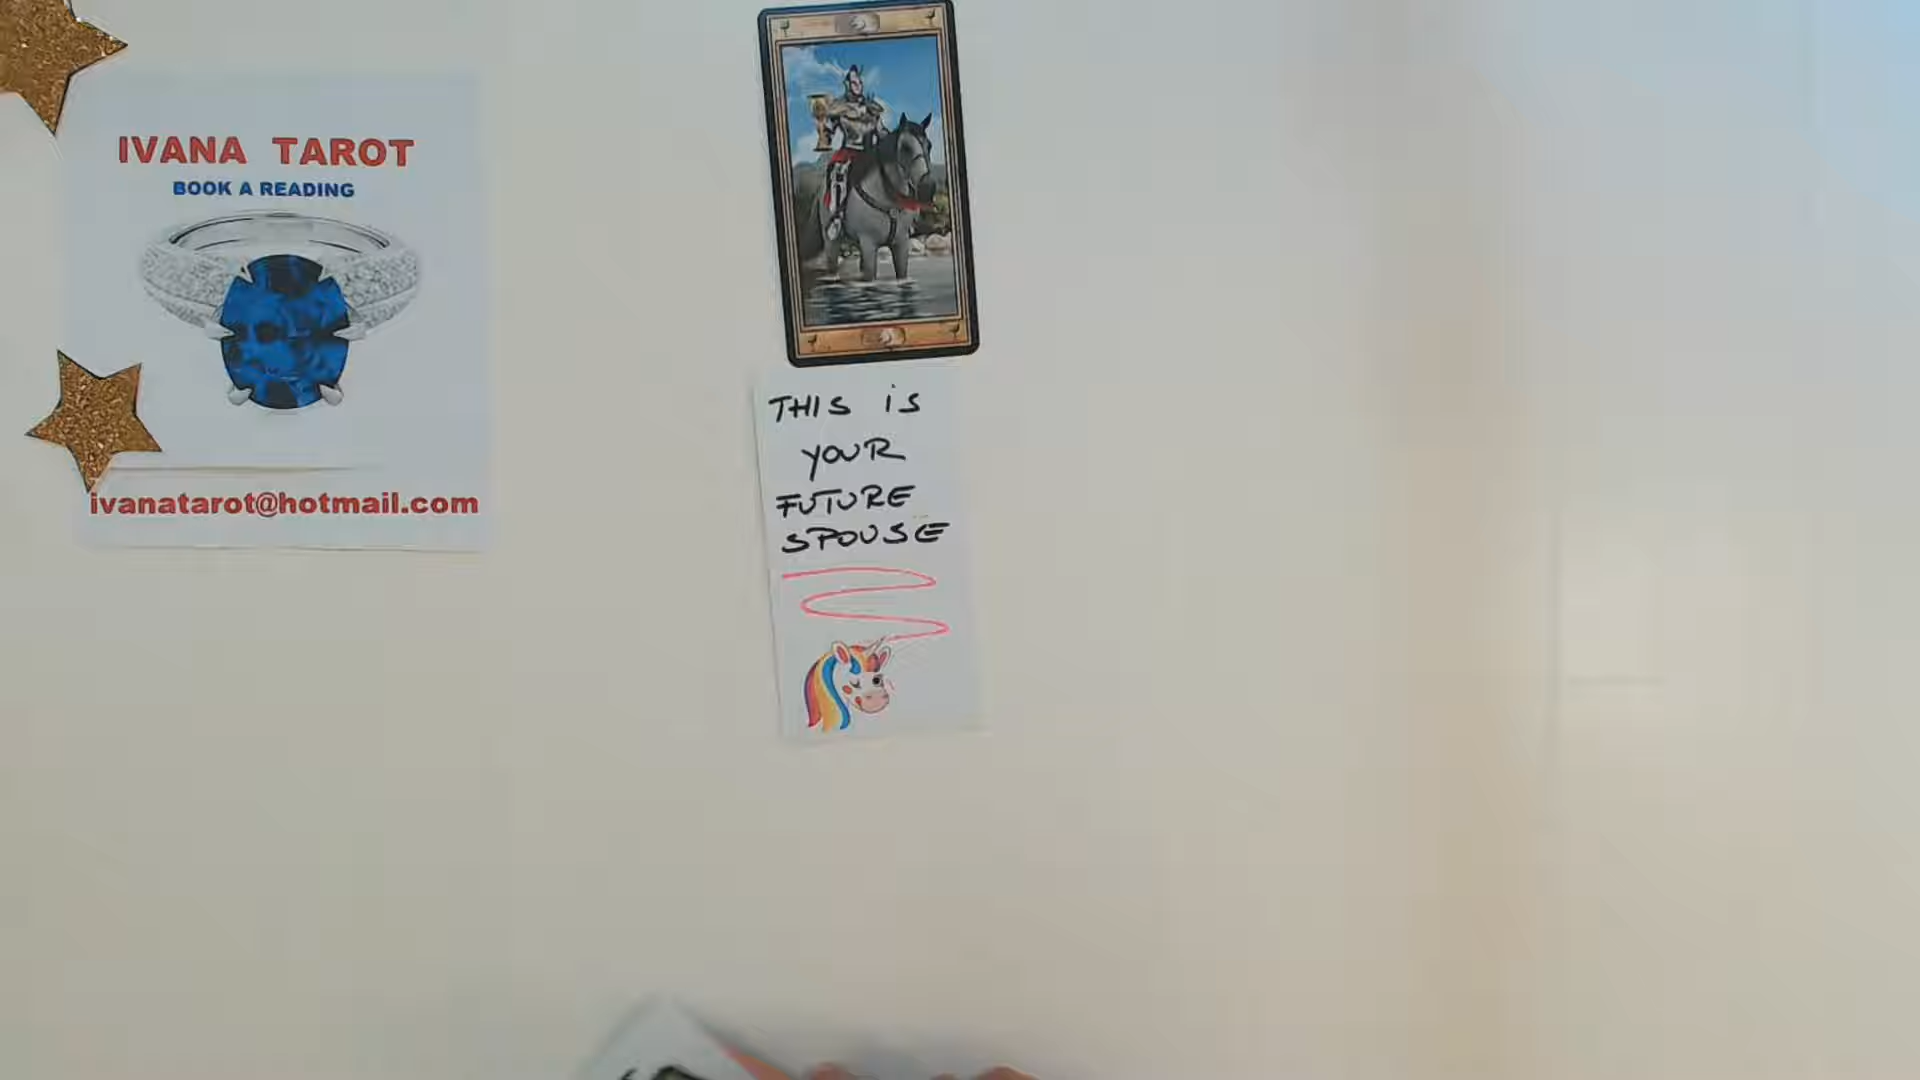 IVANA TAROT
BOOK A READING
ivanatarot@hotmail.com
THIS iS
YOUR
FUTURE
SPOUSE